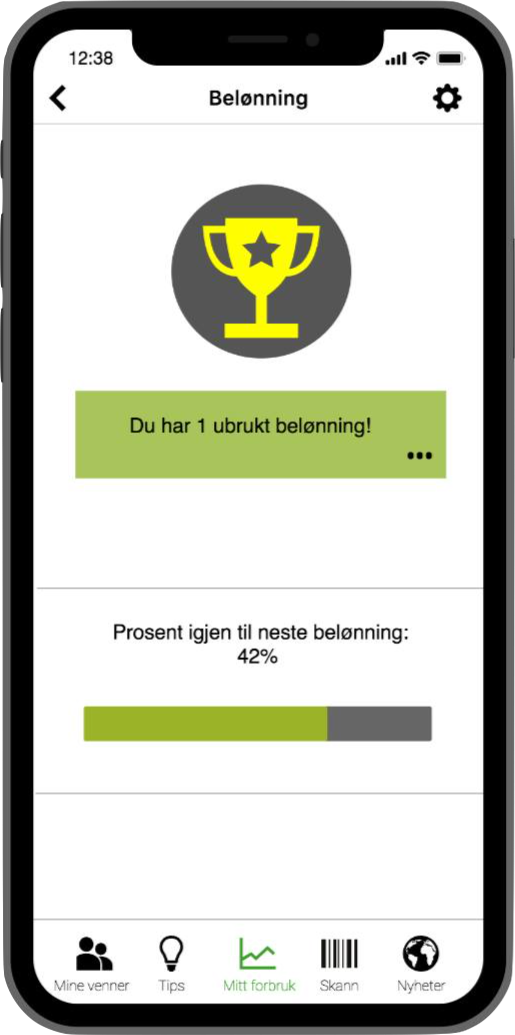 12:38
Belønning
Du har 1 ubrukt belønning!
Prosent igjen til neste belønning:
42%
Mine venner
Tips
Mitt forbruk
Skann
Nyheter